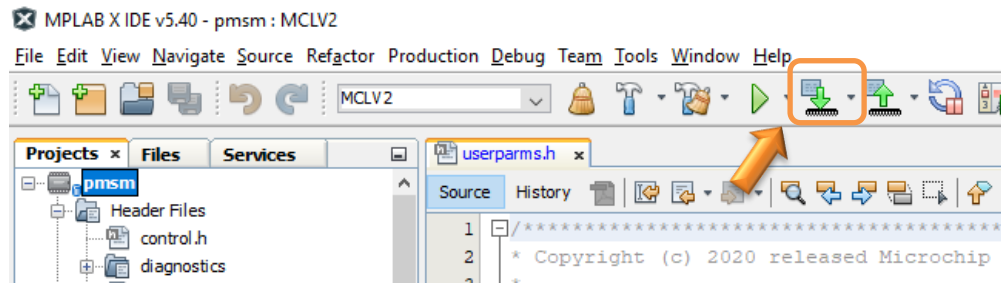 MPLAB X IDE v5.40 - pmsm : MCLV2
File Edit View Navigate Source Refactor Production Debug Team Tools Window Help
MCLV2
Projects x Files Services
userparms.h x
pmsm
Source History
Header Files
control.h
diagnostics
1 /****************************************
2 * Copyright (c) 2020 released Microchip